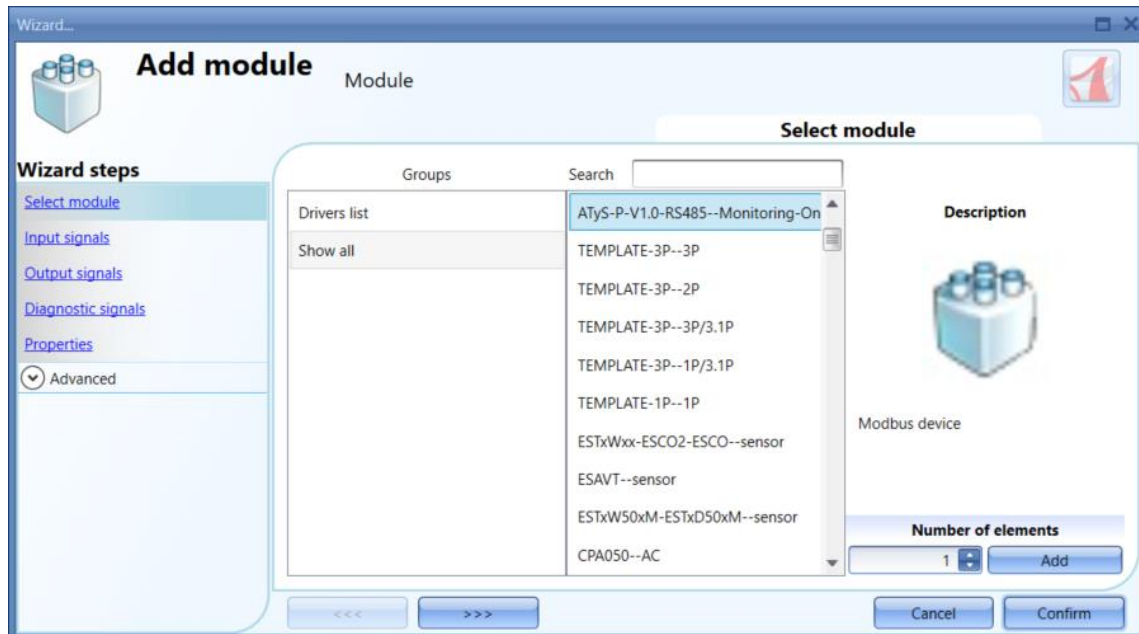 Wizard...
Add module
Module
Select module
Wizard steps
Select module
Input signals
Output signals
Diagnostic signals
Properties
Advanced
Groups
Drivers list
Show all
Search
ATyS-P-V1.0-RS485--Monitoring-On
TEMPLATE-3P--3P
TEMPLATE-3P--2P
TEMPLATE-3P--3P/3.1P
TEMPLATE-3P--1P/3.1P
TEMPLATE-1P--1P
ESTxWxx-ESCO2-ESCO--sensor
ESAVT--sensor
ESTxW50xM-ESTxD50xM--sensor
CPA050--AC
Description
Modbus device
Number of elements
1
Add
<<<
>>>
Cancel
Confirm